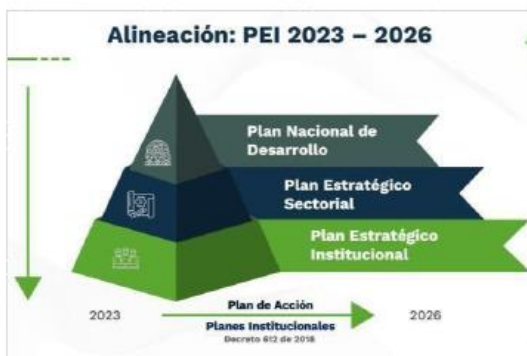 Alineación: PEI 2023 – 2026
Plan Nacional de
Desarrollo
Plan Estratégico
Sectorial
Plan Estratégico
Institucional
2023
Plan de Acción
2026
Planes Institucionales
Decreto 612 de 2018